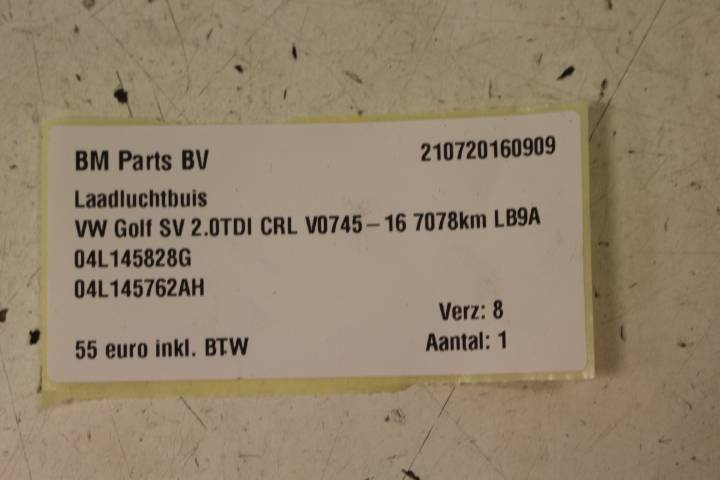 BM Parts BV 210720160909
Laadluchtbuis
VW Golf SV 2.0TDI CRL V0745-16 7078km LB9A
04L145828G
04L145762AH
Verz: 8
55 euro inkl. BTW Aantal: 1